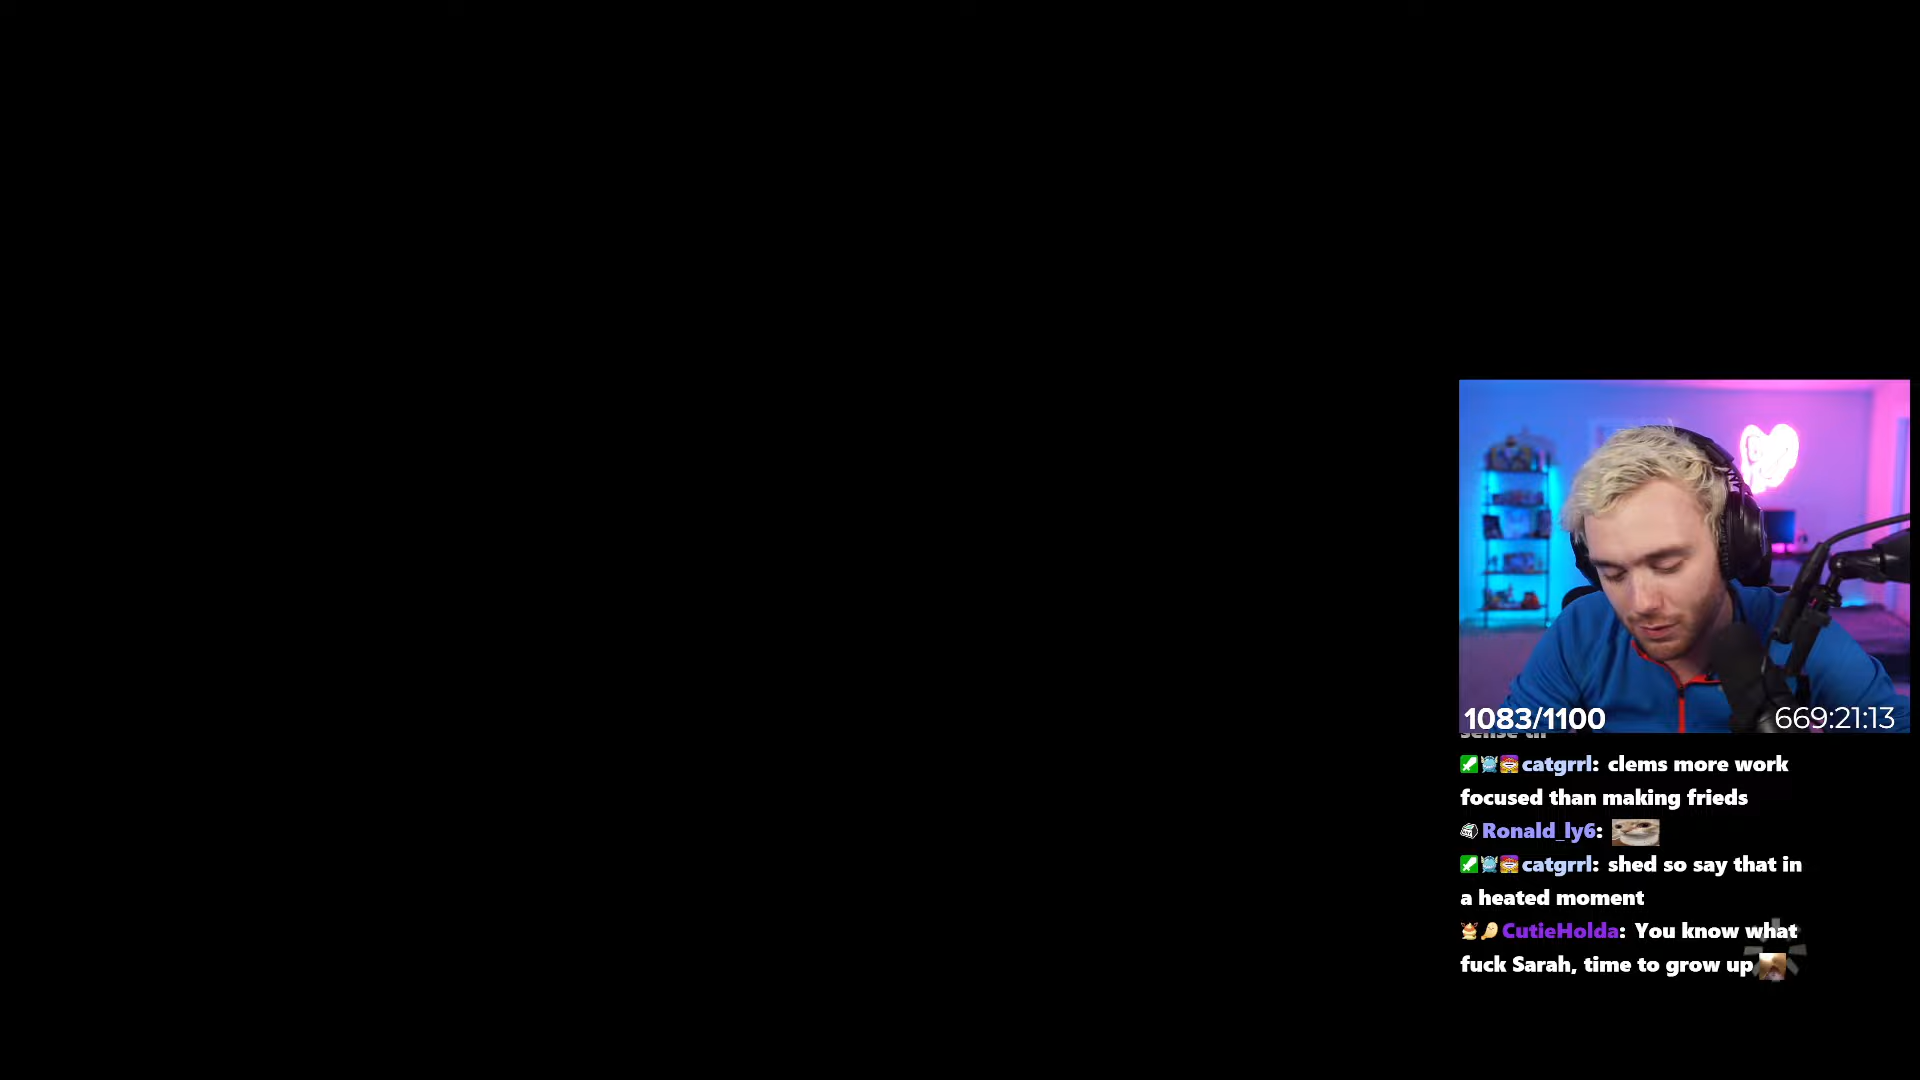 1083/1100
669:21:13
catgrrl: clems more work
focused than making frieds
Ronald_ly6:
catgrrl: shed so say that in
a heated moment
CutieHolda: You know what
fuck Sarah, time to grow up